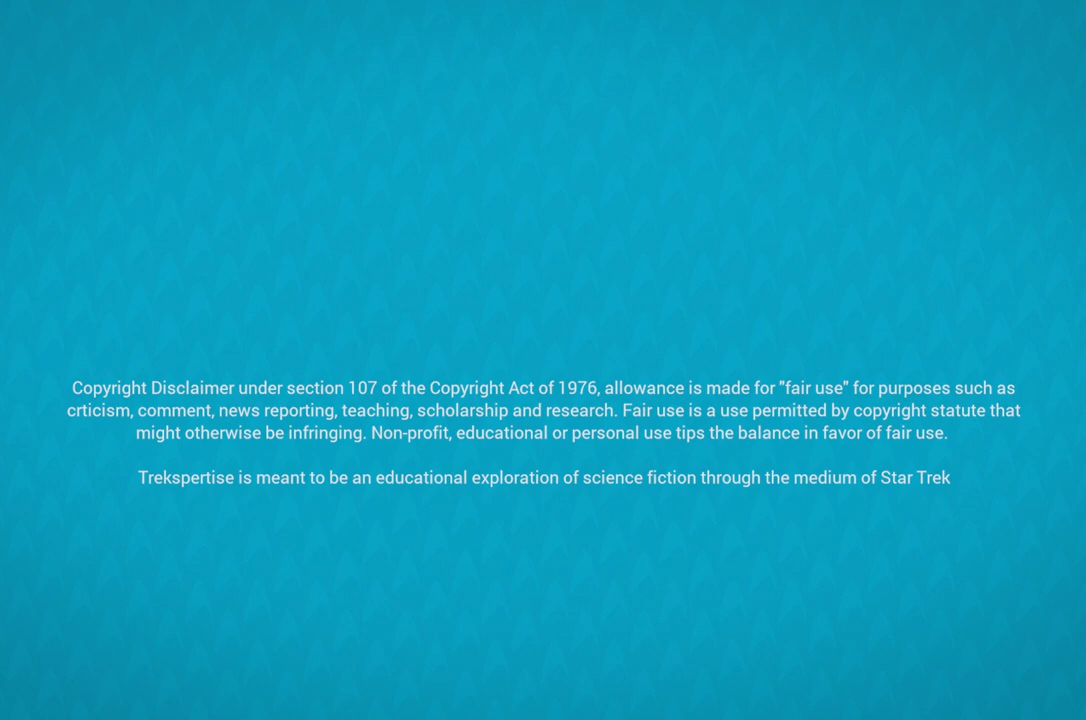 Copyright Disclaimer under section 107 of the Copyright Act of 1976, allowance is made for "fair use" for purposes such as
crticism, comment, news reporting, teaching, scholarship and research. Fair use is a use permitted by copyright statute that
might otherwise be infringing. Non-profit, educational or personal use tips the balance in favor of fair use.
Trekspertise is meant to be an educational exploration of science fiction through the medium of Star Trek